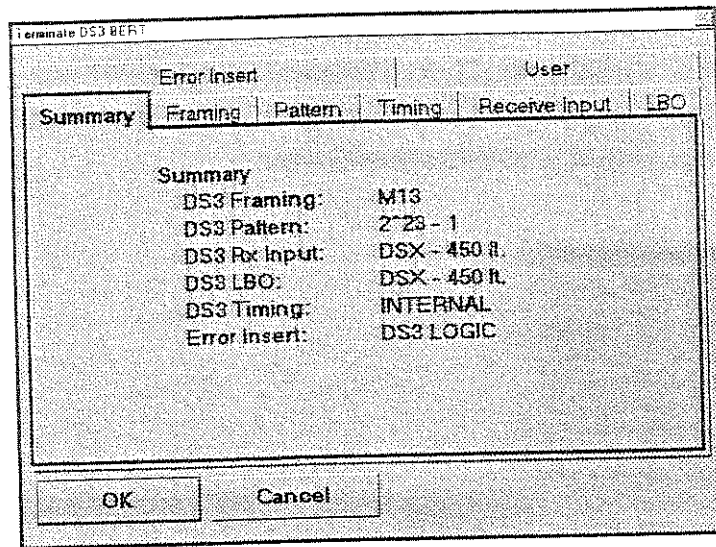 Terminate DS3 BERT
Error Insert User
Summary Framing Pattern Timing Receive Input LBO
Summary
DS3 Framing: M13
DS3 Pattern: 2^23 - 1
DS3 Rx Input: DSX - 450 ft.
DS3 LBO: DSX - 450 ft.
DS3 Timing: INTERNAL
Error Insert: DS3 LOGIC
OK Cancel